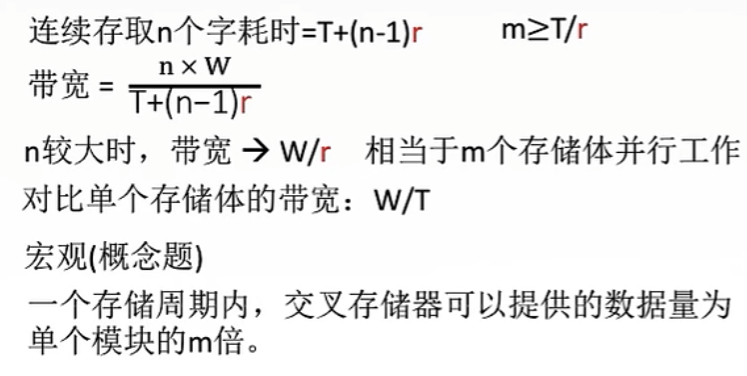 连续存取n个字耗时=T+(n-1)r m≥T/r
带宽 = n×W / T+(n−1)r
n较大时，带宽 → W/r 相当于m个存储体并行工作
对比单个存储体的带宽：W/T
宏观(概念题)
一个存储周期内，交叉存储器可以提供的数据量为
单个模块的m倍。